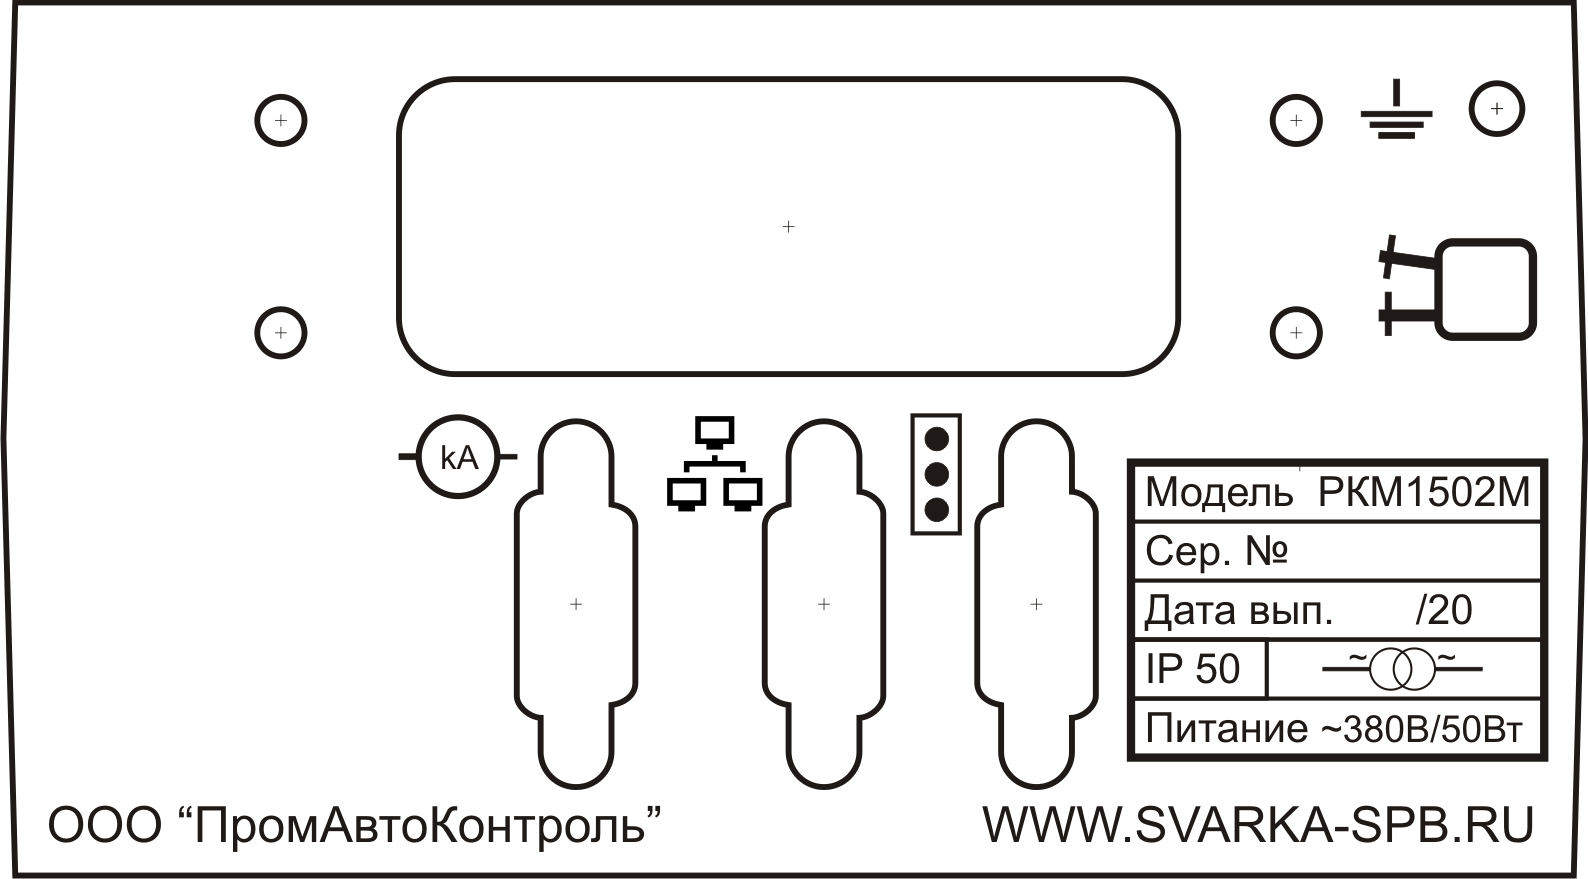 kA
Модель РКМ1502М
Сер. №
Дата вып. /20
IP 50 ~ ~
Питание ~380В/50Вт
ООО “ПромАвтоКонтроль”
WWW.SVARKA-SPB.RU